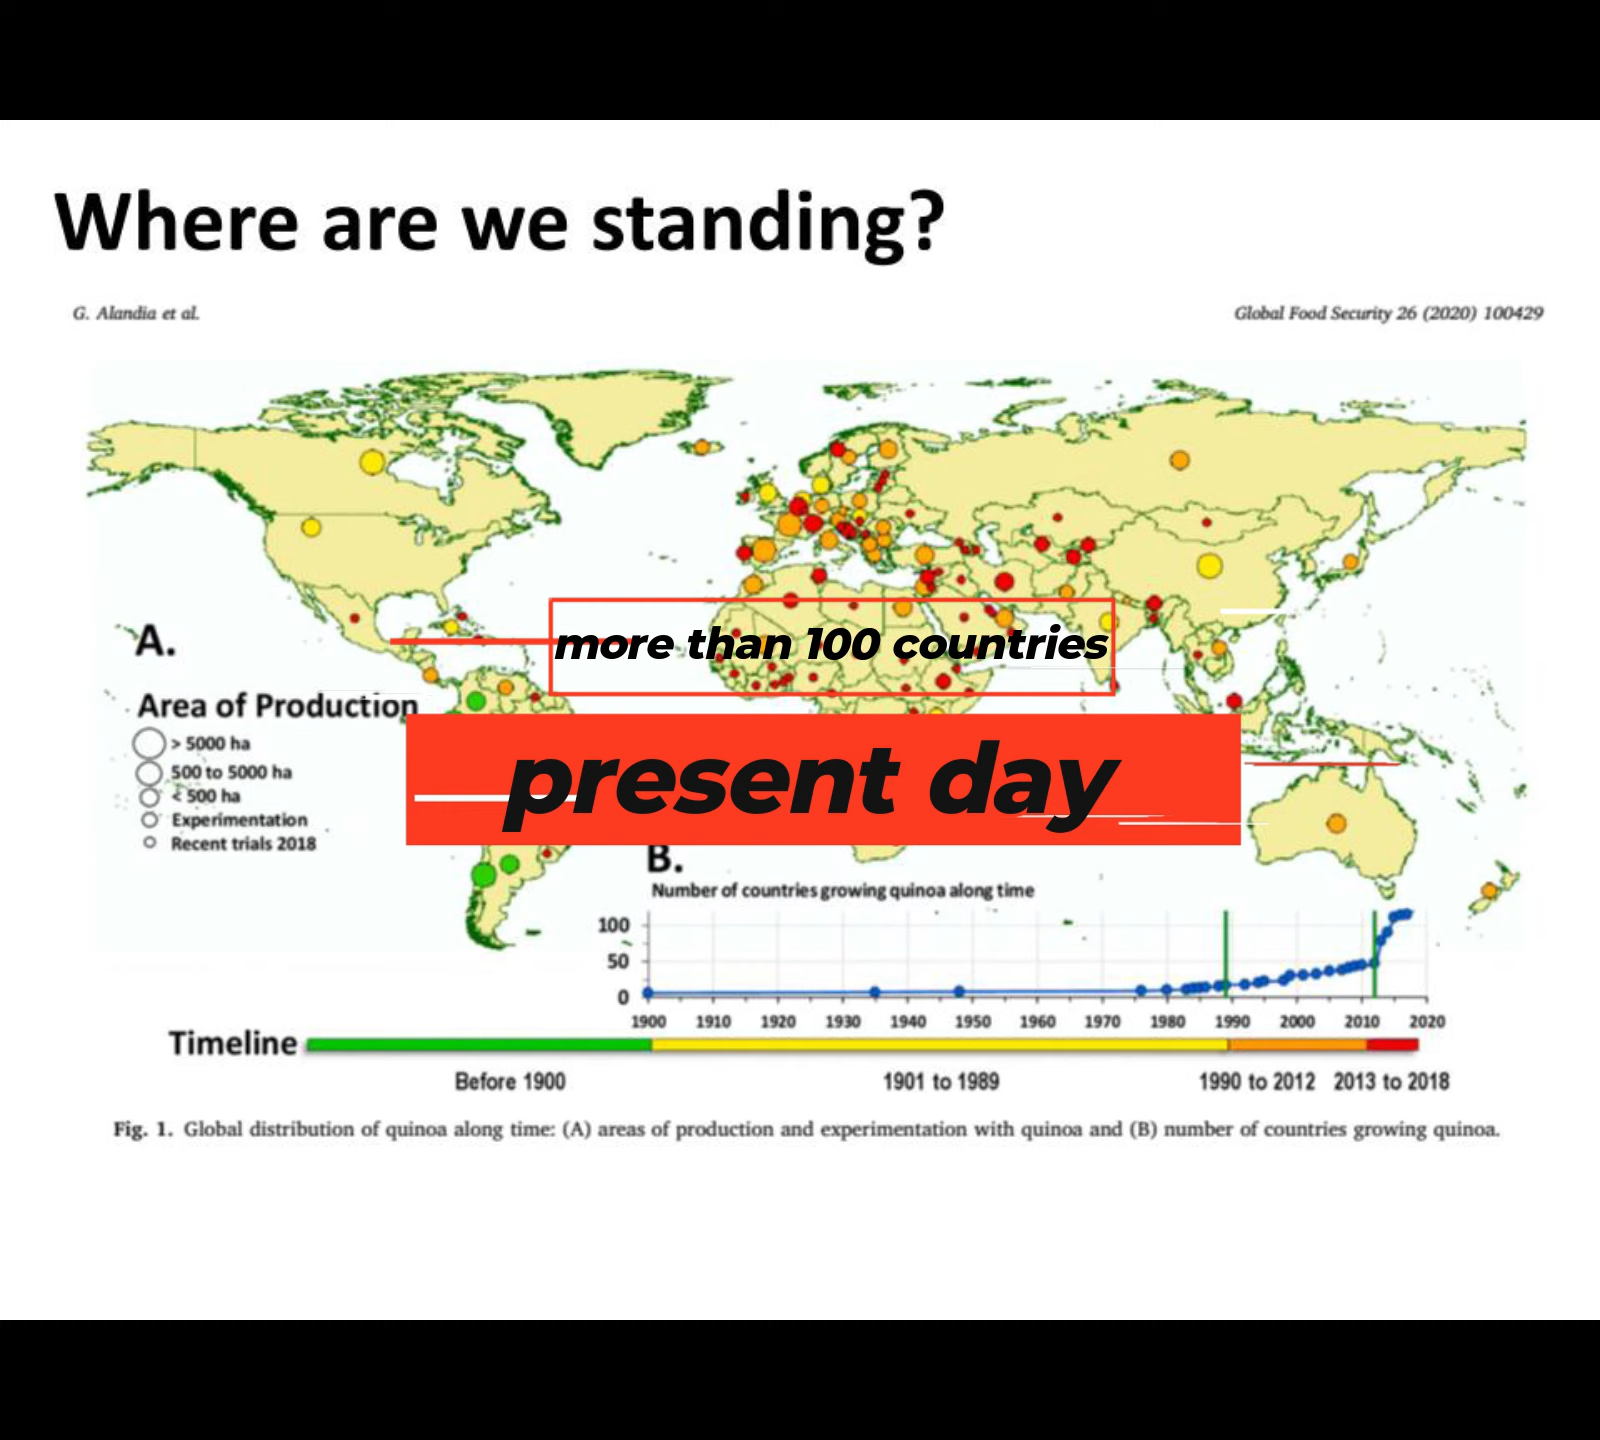 Where are we standing?
G. Alandia et al.
Global Food Security 26 (2020) 100429
A.
more than 100 countries
Area of Production
> 5000 ha
500 to 5000 ha
< 500 ha
Experimentation
Recent trials 2018
present day
B.
Number of countries growing quinoa along time
100
50
0
1900 1910 1920 1930 1940 1950 1960 1970 1980 1990 2000 2010 2020
Timeline
Before 1900 1901 to 1989 1990 to 2012 2013 to 2018
Fig. 1. Global distribution of quinoa along time: (A) areas of production and experimentation with quinoa and (B) number of countries growing quinoa.